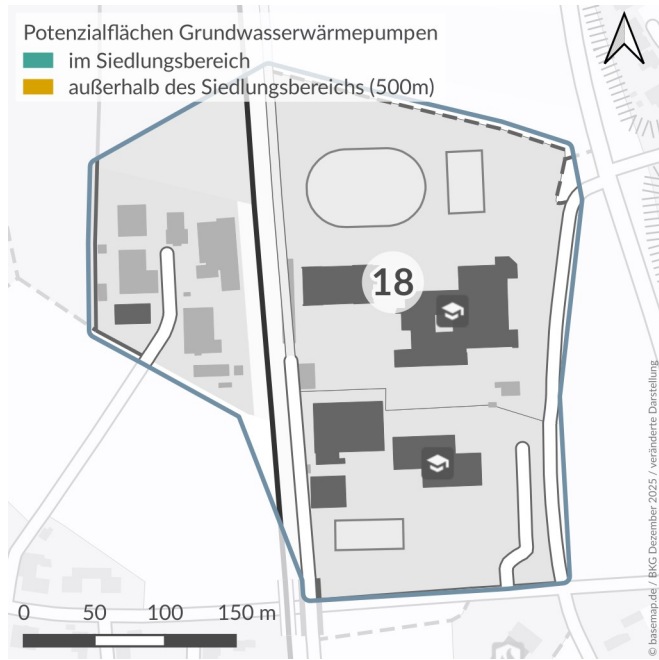 Potenzialflächen Grundwasserwärmepumpen
im Siedlungsbereich
außerhalb des Siedlungsbereichs (500m)
18
0 50 100 150 m
© basemap.de / BKG Dezember 2025 / veränderte Darstellung